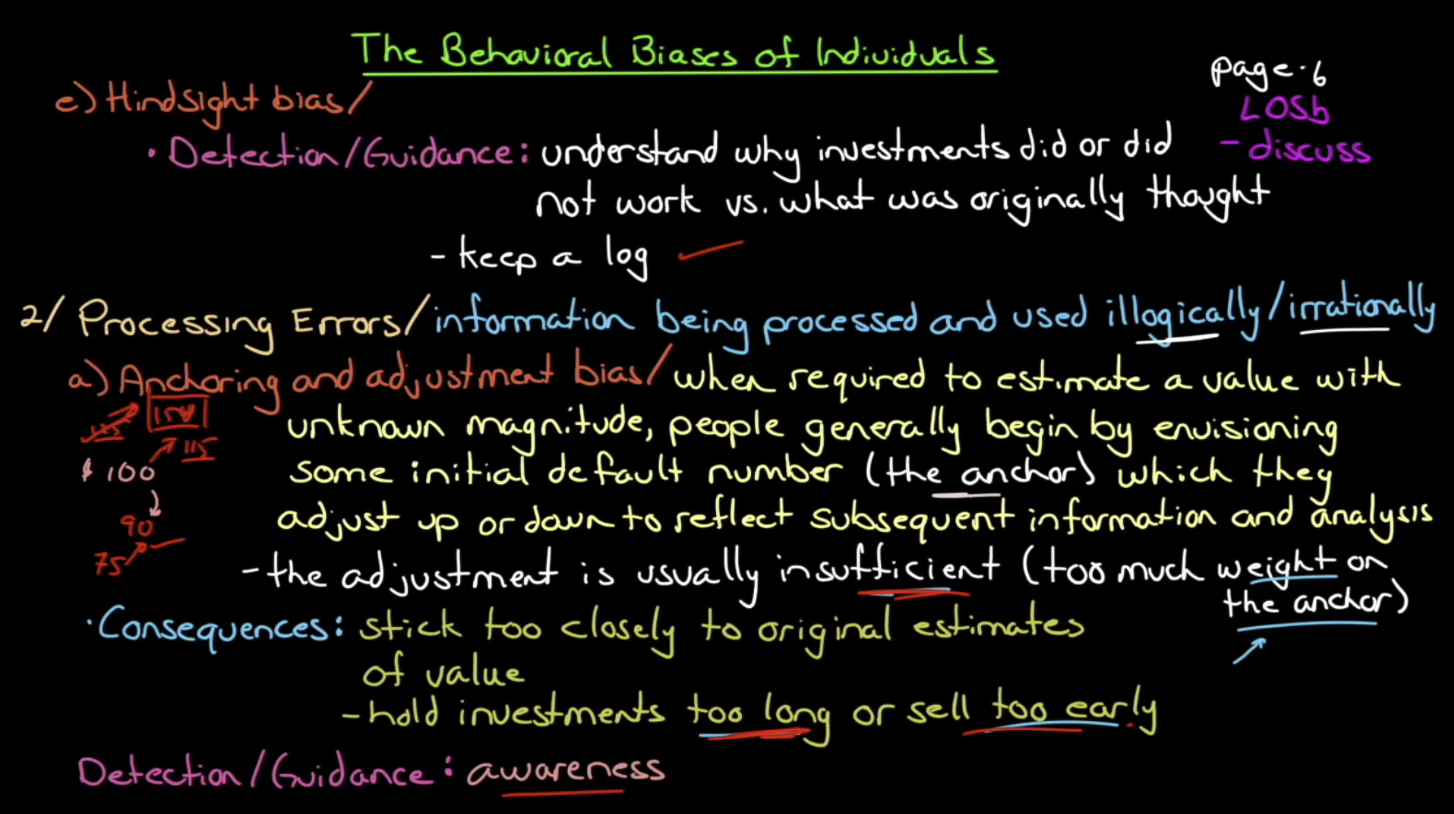 The Behavioral Biases of Individuals
page · 6
LOS b
- discuss
e) Hindsight bias/
· Detection/Guidance: understand why investments did or did
not work vs. what was originally thought
- keep a log
2/ Processing Errors/ information being processed and used illogically/irrationally
a) Anchoring and adjustment bias/ when required to estimate a value with
unknown magnitude, people generally begin by envisioning
some initial default number (the anchor) which they
adjust up or down to reflect subsequent information and analysis
115
$ 100
90
75
- the adjustment is usually insufficient (too much weight on
the anchor)
· Consequences: stick too closely to original estimates
of value
- hold investments too long or sell too early
Detection/Guidance: awareness